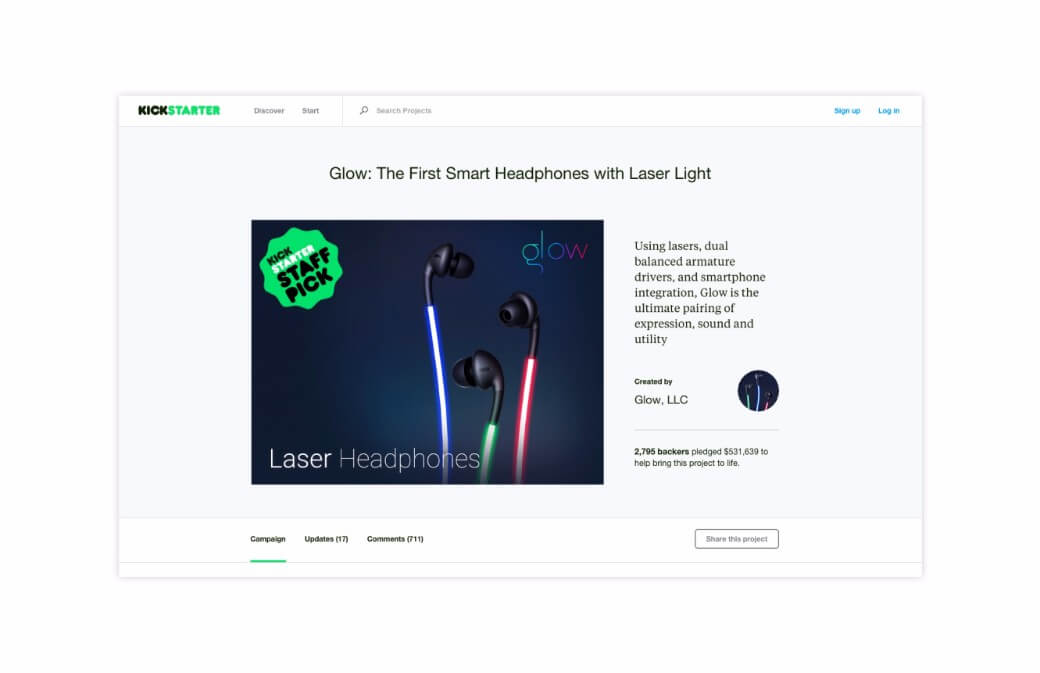 KICKSTARTER Discover Start Search Projects Sign up Log in
Glow: The First Smart Headphones with Laser Light
KICK
STARTER
STAFF
PICK
glow
Laser Headphones
Using lasers, dual
balanced armature
drivers, and smartphone
integration, Glow is the
ultimate pairing of
expression, sound and
utility
Created by
Glow, LLC
2,795 backers pledged $531,639 to
help bring this project to life.
Campaign Updates (17) Comments (711) Share this project